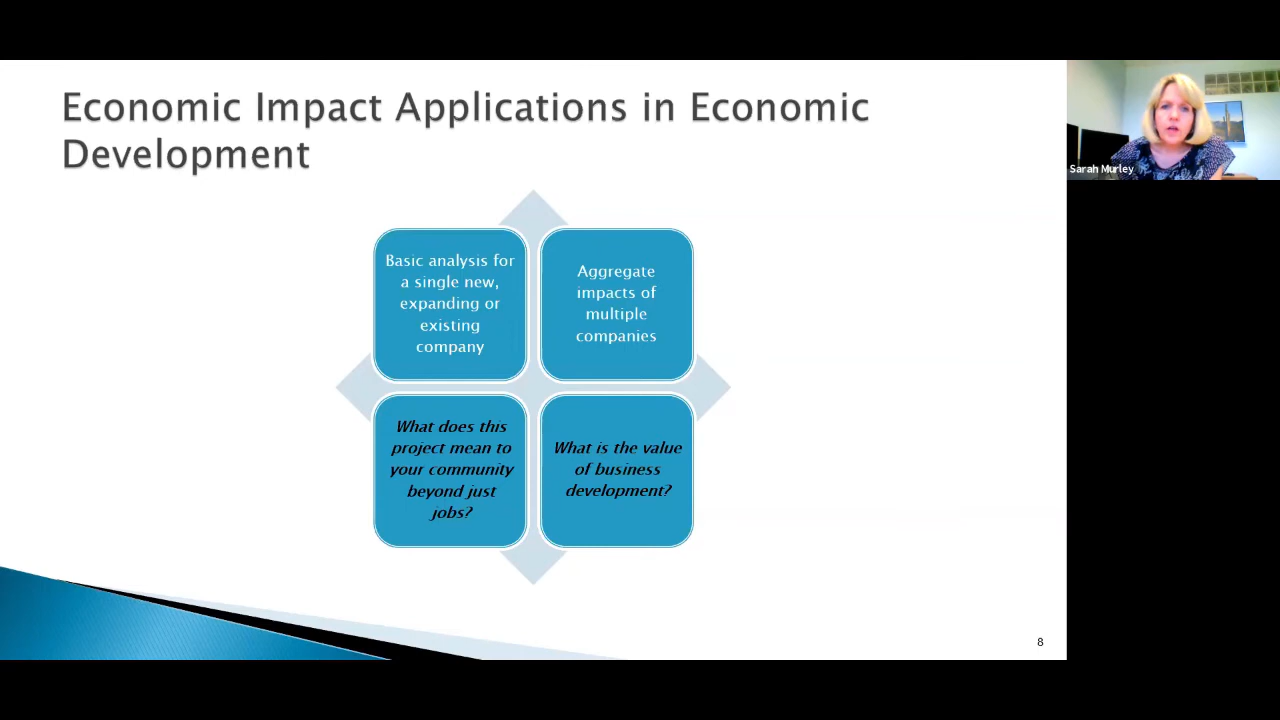 Economic Impact Applications in Economic
Development
Sarah Murley
Basic analysis for
a single new,
expanding or
existing
company
Aggregate
impacts of
multiple
companies
What does this
project mean to
your community
beyond just
jobs?
What is the value
of business
development?
8